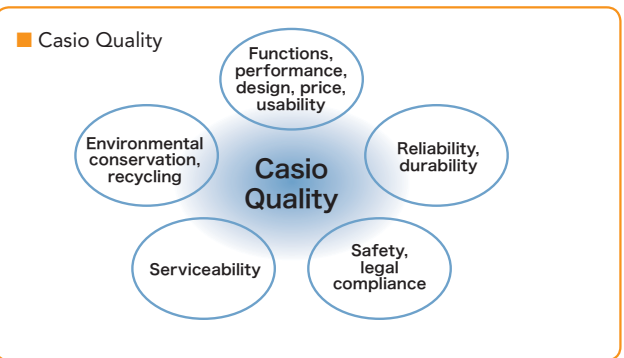 Casio Quality
Functions,
performance,
design, price,
usability
Environmental
conservation,
recycling
Reliability,
durability
Casio
Quality
Serviceability
Safety,
legal
compliance